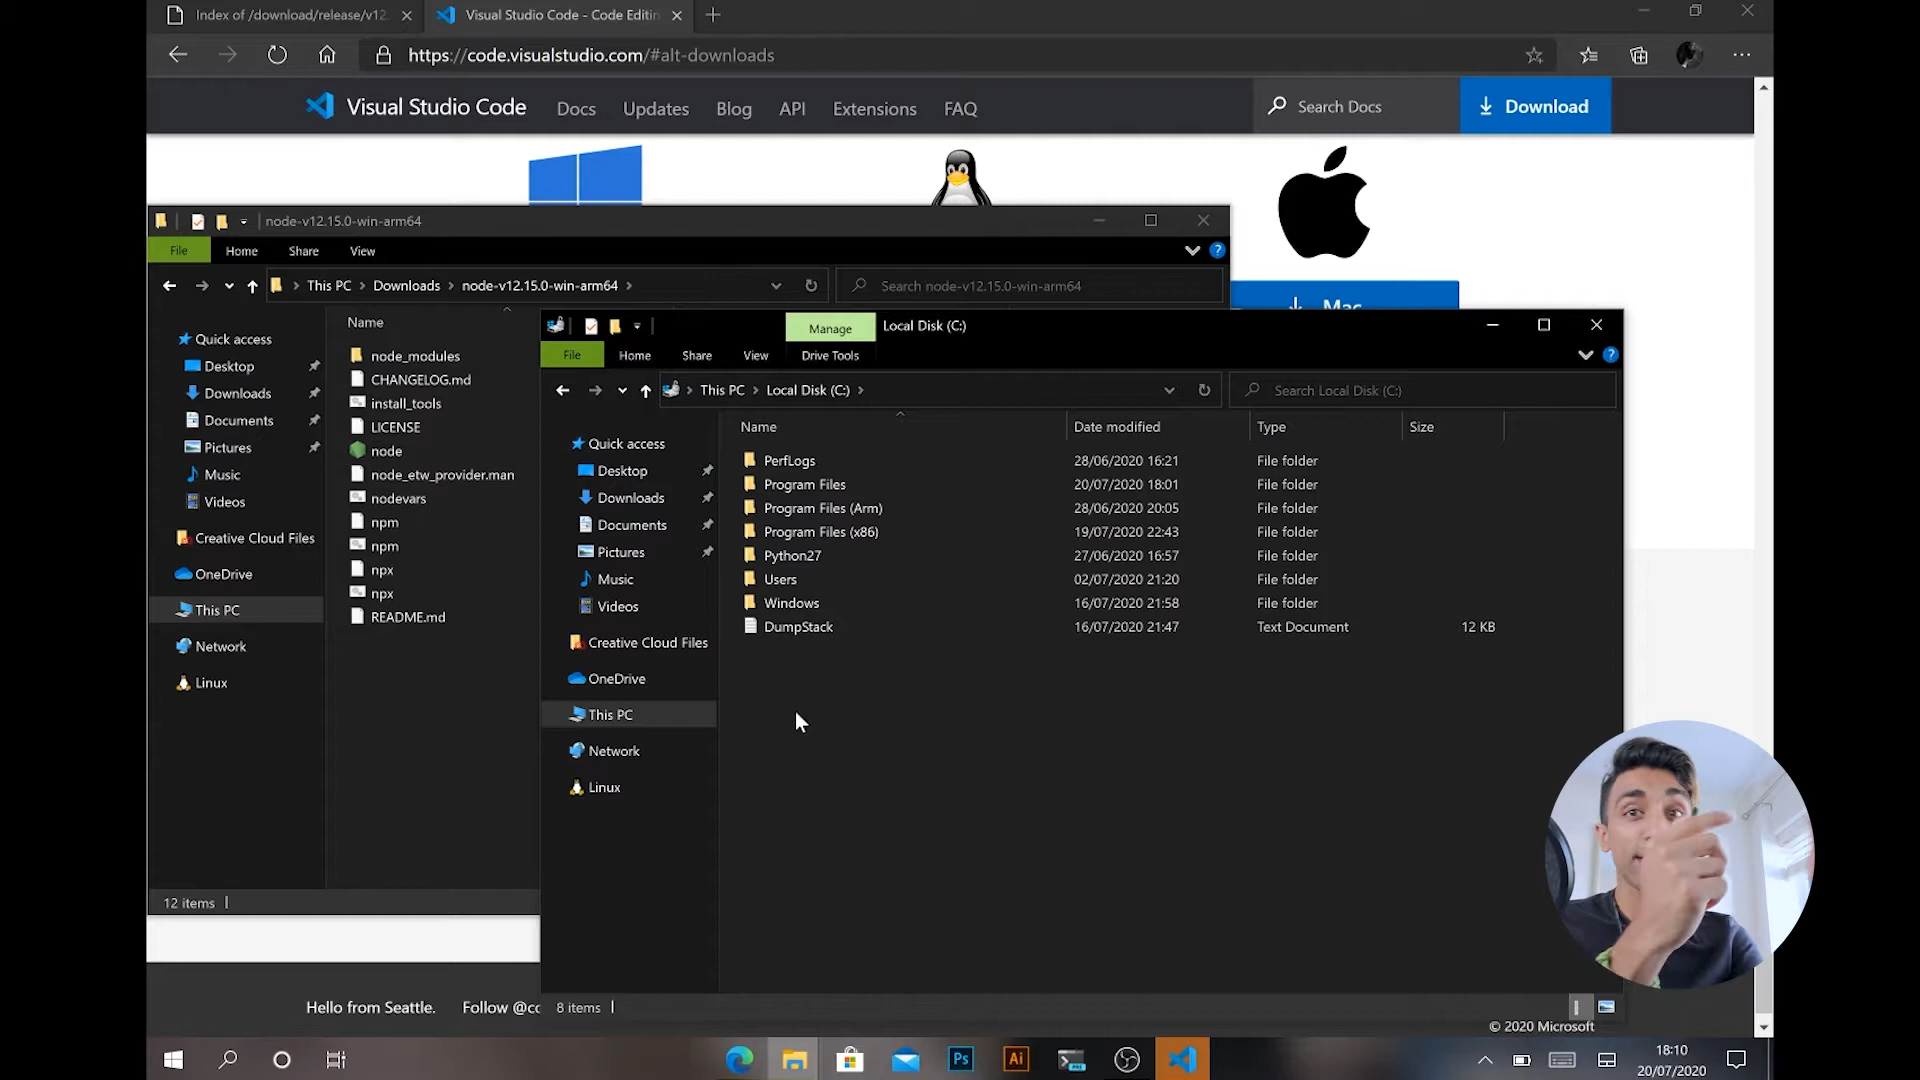 Index of /download/release/v12.
Visual Studio Code - Code Editin
https://code.visualstudio.com/#alt-downloads
Visual Studio Code
Docs
Updates
Blog
API
Extensions
FAQ
Search Docs
Download
node-v12.15.0-win-arm64
File
Home
Share
View
This PC
Downloads
node-v12.15.0-win-arm64
Search node-v12.15.0-win-arm64
Mac
Quick access
Desktop
Downloads
Documents
Pictures
Music
Videos
Creative Cloud Files
OneDrive
This PC
Network
Linux
Name
node_modules
CHANGELOG.md
install_tools
LICENSE
node
node_etw_provider.man
nodevars
npm
npm
npx
npx
README.md
12 items
Manage
Local Disk (C:)
File
Home
Share
View
Drive Tools
This PC
Local Disk (C:)
Search Local Disk (C:)
Quick access
Desktop
Downloads
Documents
Pictures
Music
Videos
Creative Cloud Files
OneDrive
This PC
Network
Linux
Name Date modified Type Size
PerfLogs 28/06/2020 16:21 File folder
Program Files 20/07/2020 18:01 File folder
Program Files (Arm) 28/06/2020 20:05 File folder
Program Files (x86) 19/07/2020 22:43 File folder
Python27 27/06/2020 16:57 File folder
Users 02/07/2020 21:20 File folder
Windows 16/07/2020 21:58 File folder
DumpStack 16/07/2020 21:47 Text Document 12 KB
8 items
Hello from Seattle.
Follow @co
© 2020 Microsoft
Ps
Ai
18:10
20/07/2020